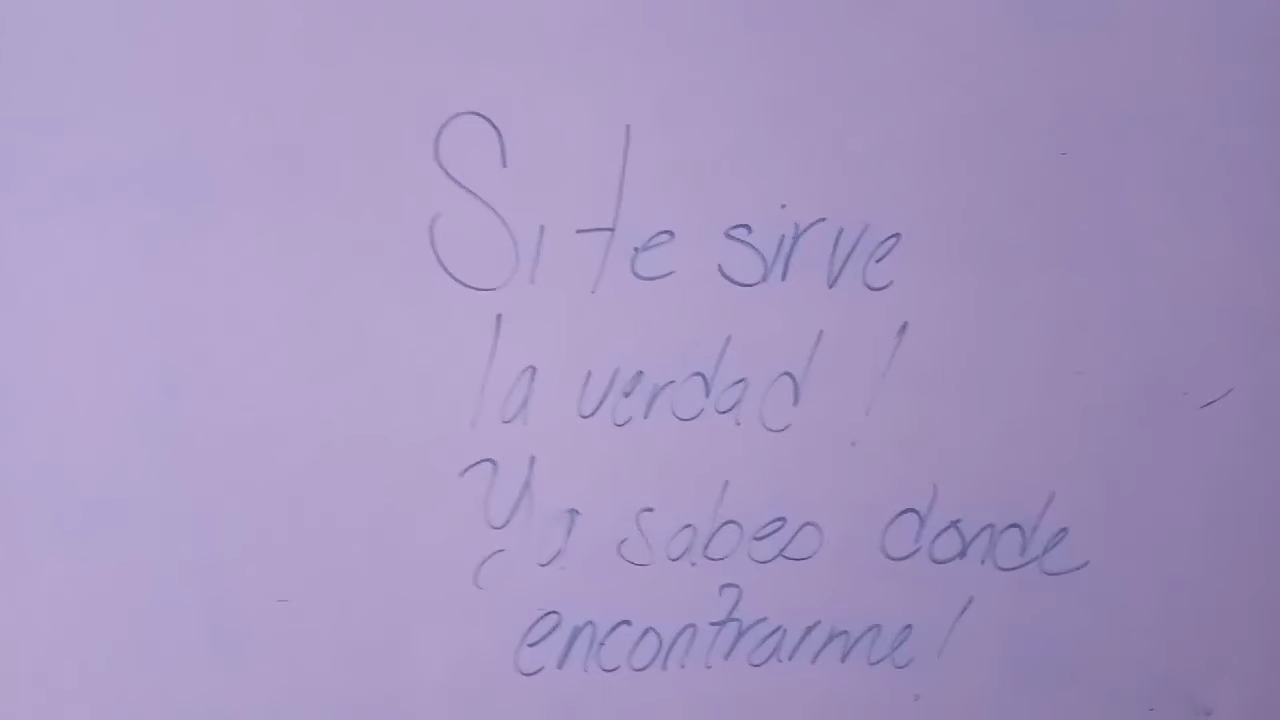 Si te sirve
la verdad!
Ya sabes donde
encontrarme!